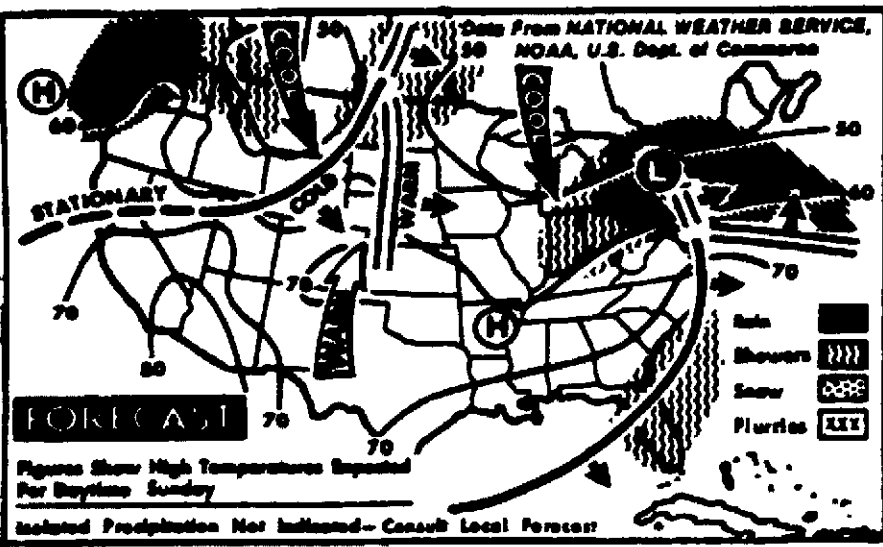 Data From NATIONAL WEATHER SERVICE,
NOAA, U.S. Dept. of Commerce
50
50
COOL
COOL
H
60
50
L
60
STATIONARY
COLD
WARM
70
70
70
WARM
H
80
70
70
Rain
Showers
Snow
Flurries
FORECAST
Figures Show High Temperatures Expected
For Daytime Sunday
Isolated Precipitation Not Indicated- Consult Local Forecast